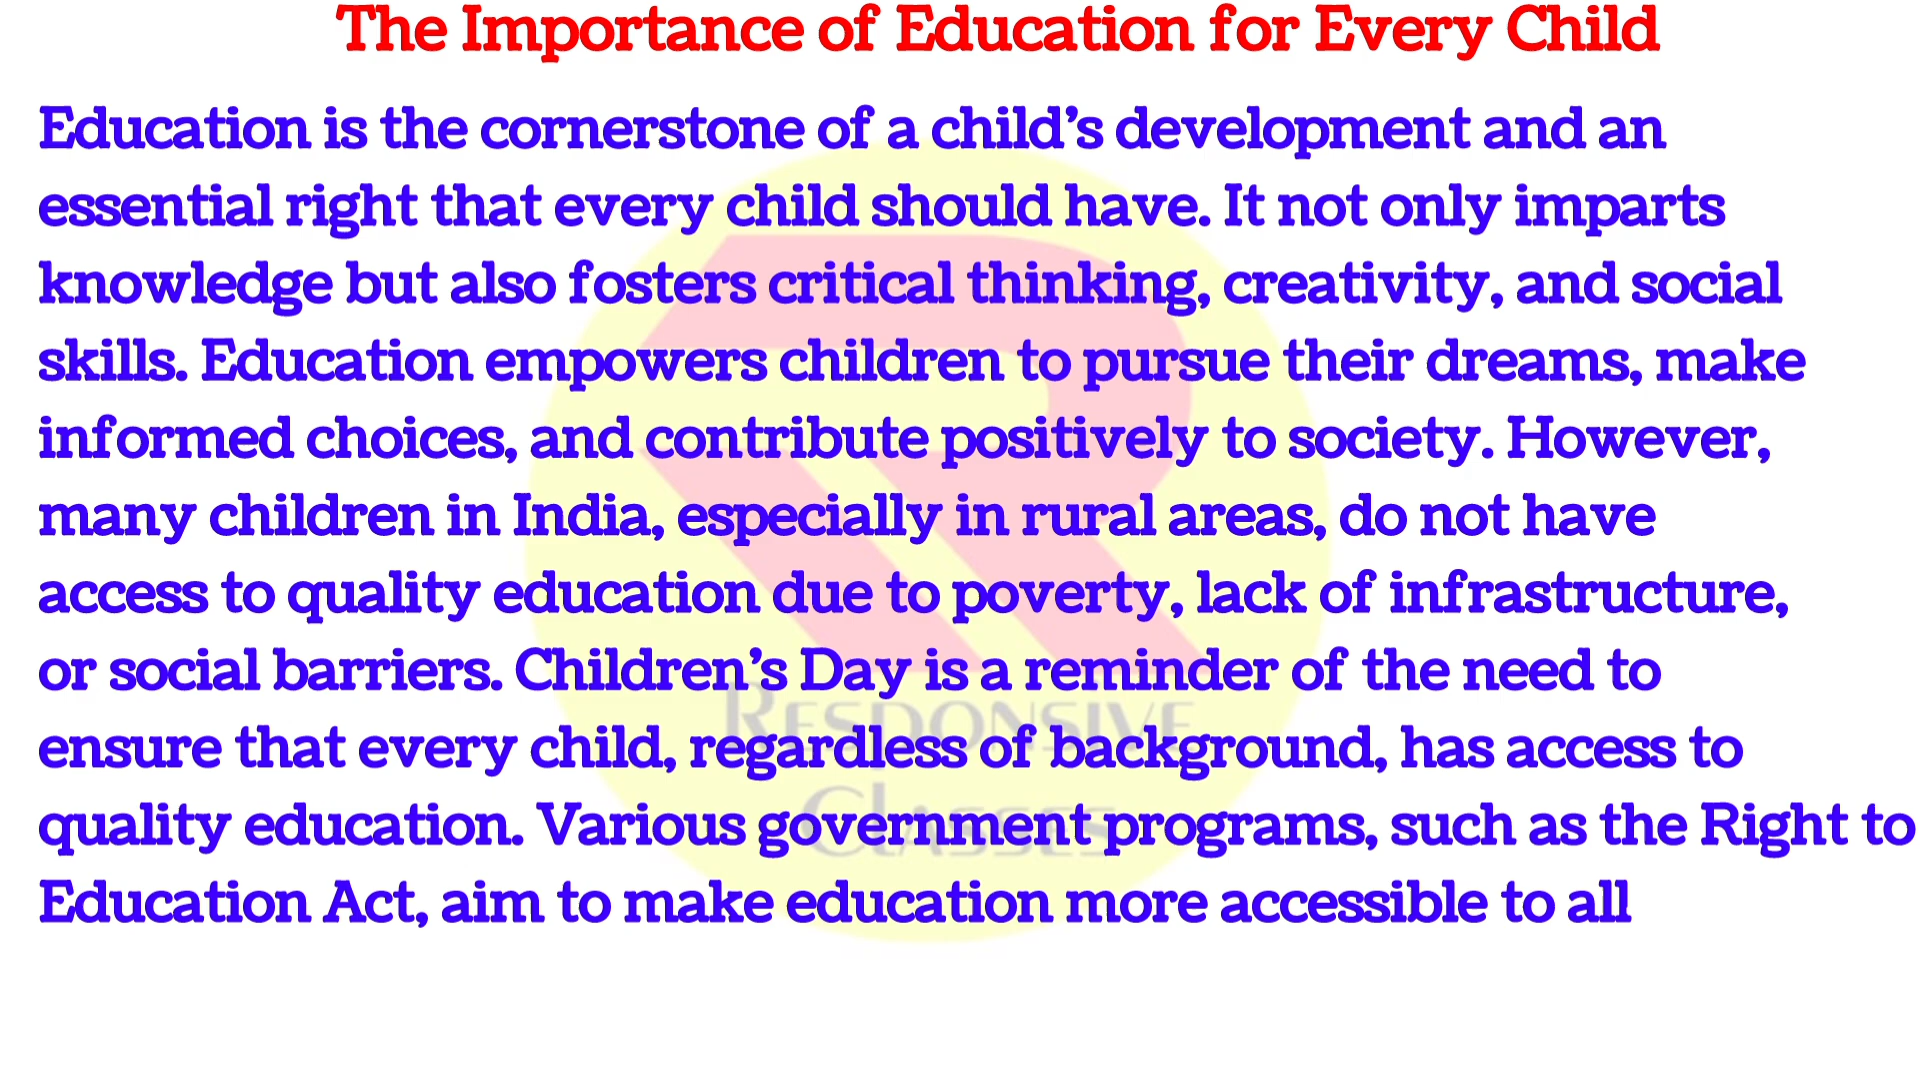 The Importance of Education for Every Child
Education is the cornerstone of a child’s development and an
essential right that every child should have. It not only imparts
knowledge but also fosters critical thinking, creativity, and social
skills. Education empowers children to pursue their dreams, make
informed choices, and contribute positively to society. However,
many children in India, especially in rural areas, do not have
access to quality education due to poverty, lack of infrastructure,
or social barriers. Children’s Day is a reminder of the need to
ensure that every child, regardless of background, has access to
quality education. Various government programs, such as the Right to
Education Act, aim to make education more accessible to all
Responsive
Classes